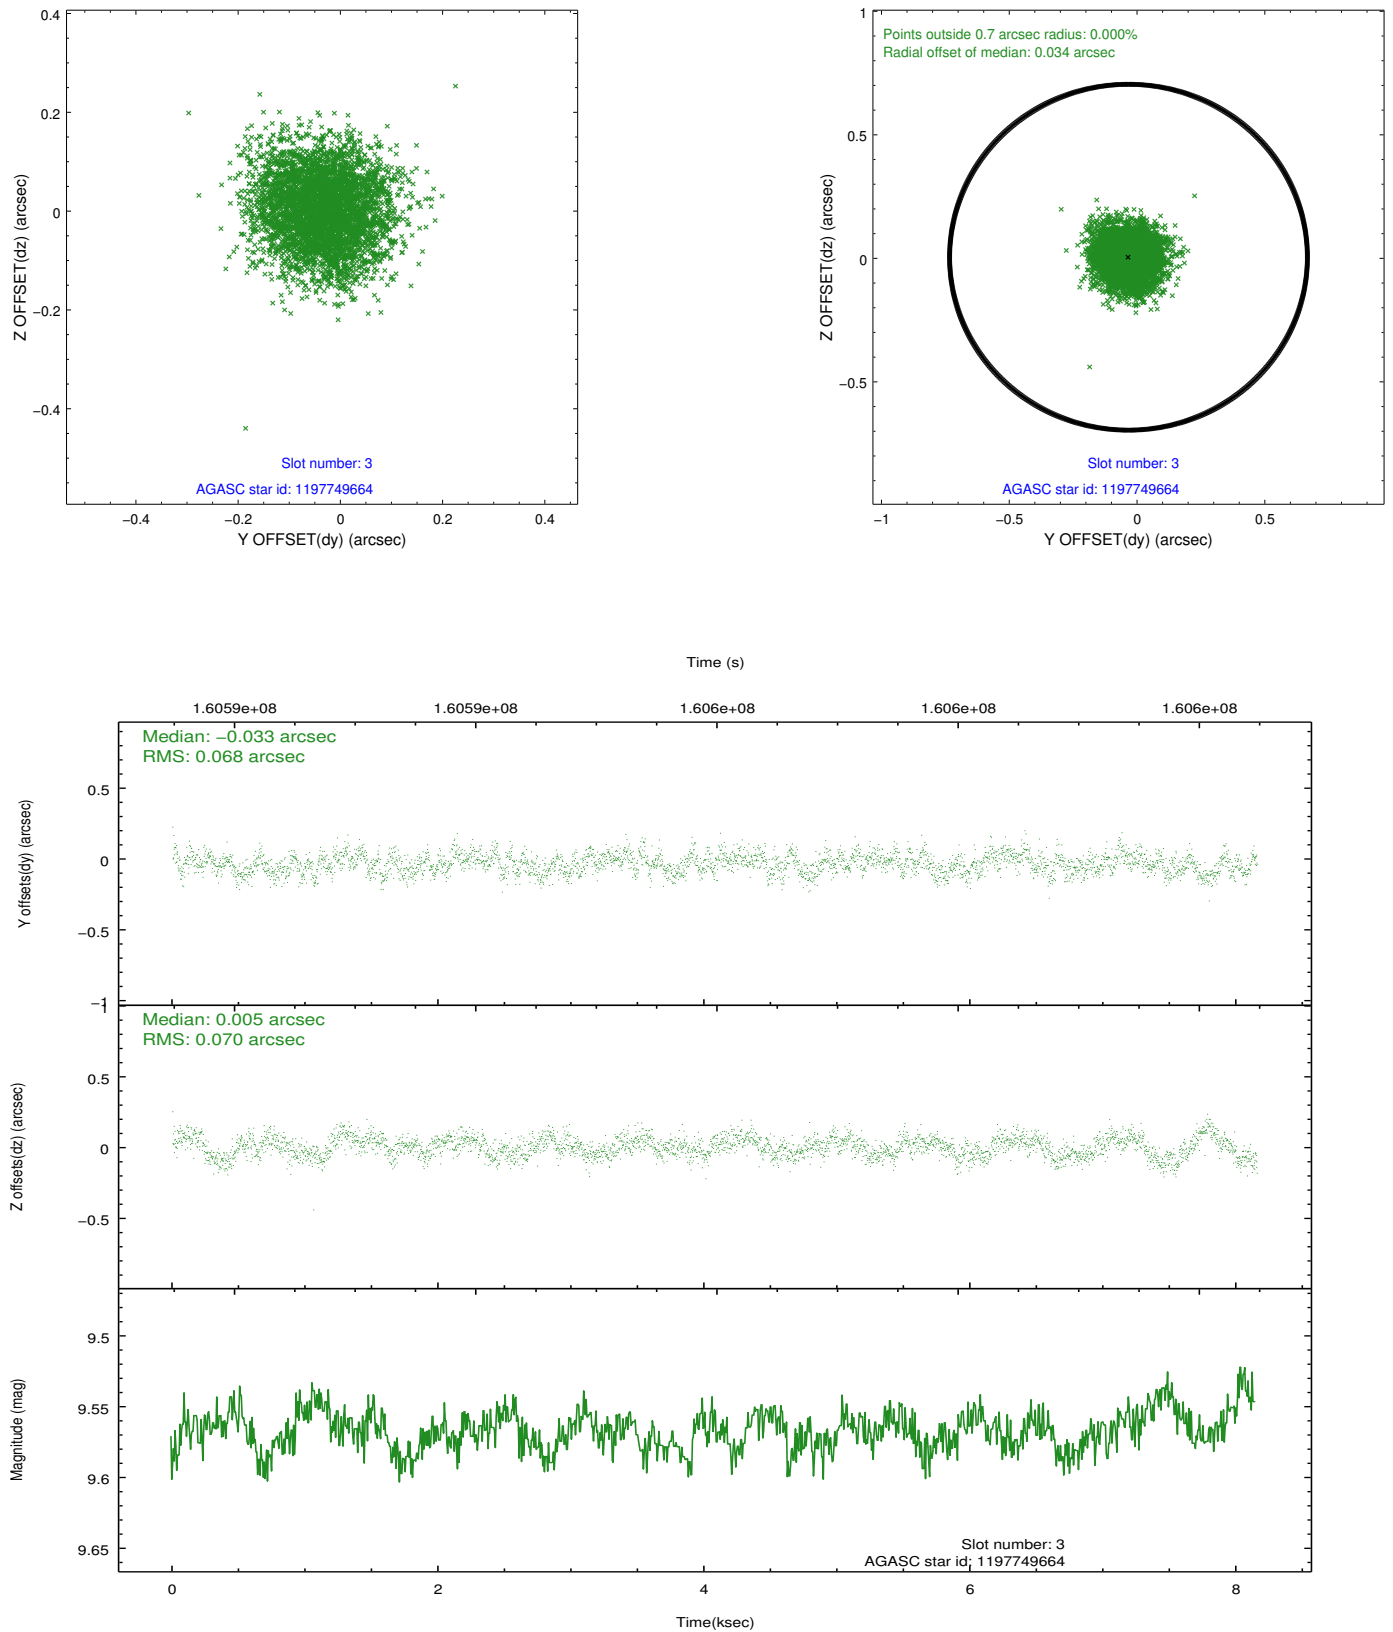 0.4
0.2
0
−0.2
−0.4
Z OFFSET(dz) (arcsec)
Slot number: 3
AGASC star id: 1197749664
−0.4
−0.2
0
0.2
0.4
Y OFFSET(dy) (arcsec)
1
0.5
0
−0.5
Z OFFSET(dz) (arcsec)
Points outside 0.7 arcsec radius: 0.000%
Radial offset of median: 0.034 arcsec
Slot number: 3
AGASC star id: 1197749664
−1
−0.5
0
0.5
Y OFFSET(dy) (arcsec)
Time (s)
1.6059e+08
1.6059e+08
1.606e+08
1.606e+08
1.606e+08
Median: −0.033 arcsec
RMS: 0.068 arcsec
0.5
0
−0.5
−1
Y offsets(dy) (arcsec)
1
Median: 0.005 arcsec
RMS: 0.070 arcsec
0.5
0
−0.5
Z offsets(dz) (arcsec)
9.5
9.55
9.6
9.65
Magnitude (mag)
Slot number: 3
AGASC star id: 1197749664
0
2
4
6
8
Time(ksec)